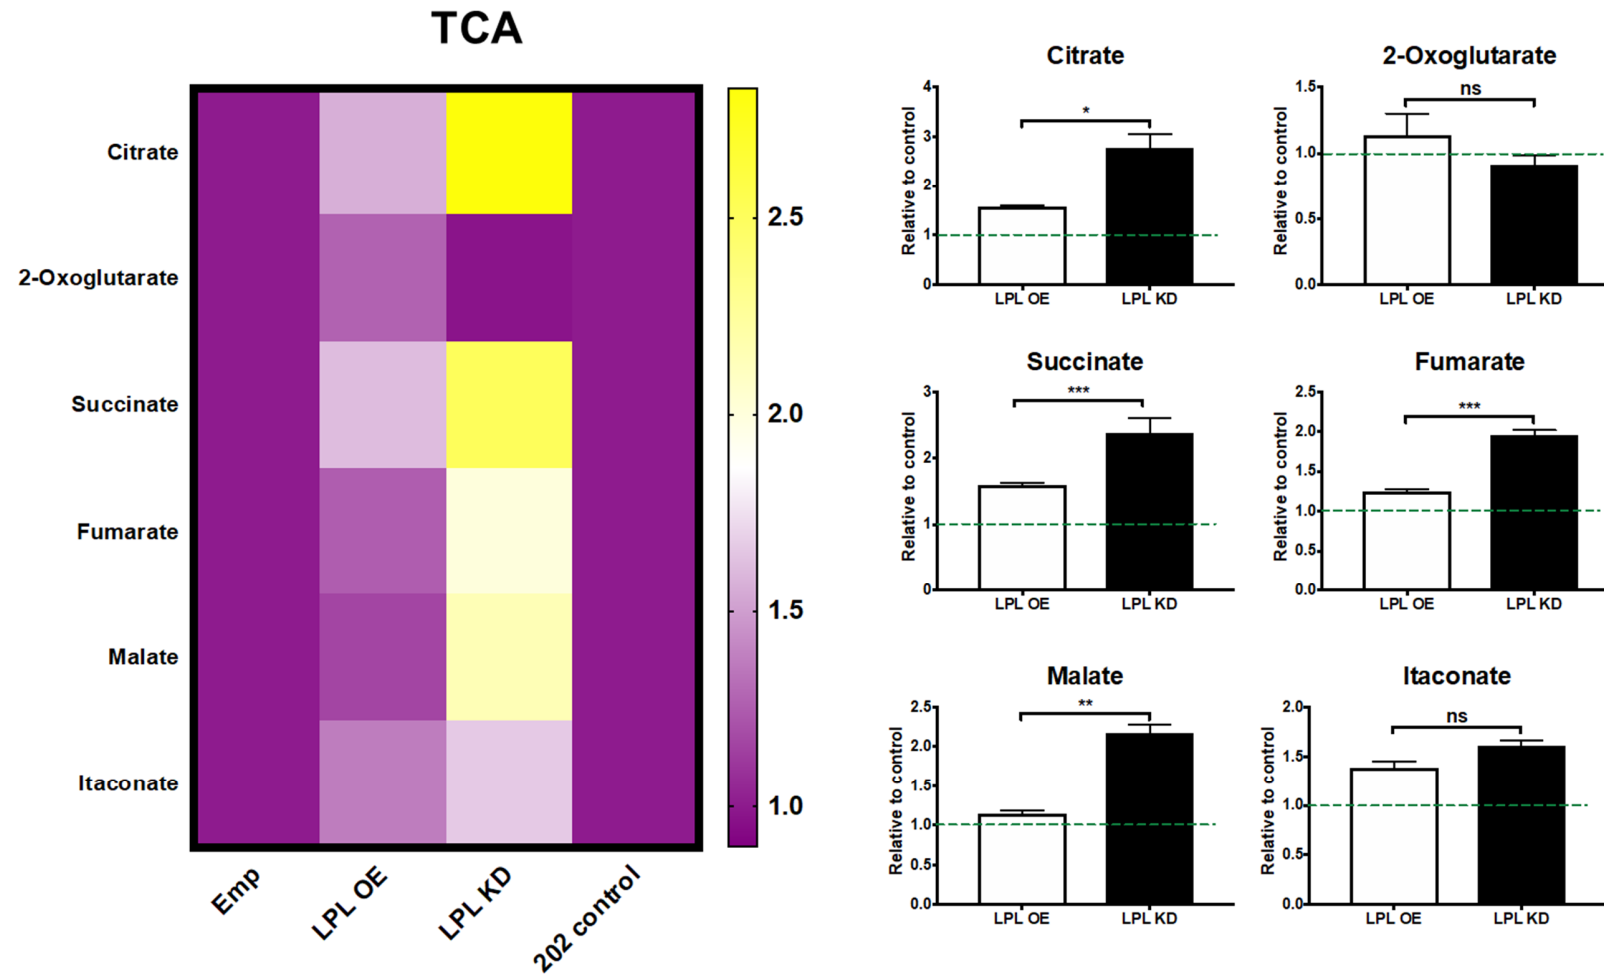 TCA
Citrate
2-Oxoglutarate
Succinate
Fumarate
Malate
Itaconate
Emp
LPL OE
LPL KD
202 control
2.5
2.0
1.5
1.0
Citrate
Relative to control
4
3
2
1
0
*
LPL OE LPL KD
2-Oxoglutarate
Relative to control
1.5
1.0
0.5
0.0
ns
LPL OE LPL KD
Succinate
Relative to control
3
2
1
0
***
LPL OE LPL KD
Fumarate
Relative to control
2.5
2.0
1.5
1.0
0.5
0.0
***
LPL OE LPL KD
Malate
Relative to control
2.5
2.0
1.5
1.0
0.5
0.0
**
LPL OE LPL KD
Itaconate
Relative to control
2.0
1.5
1.0
0.5
0.0
ns
LPL OE LPL KD